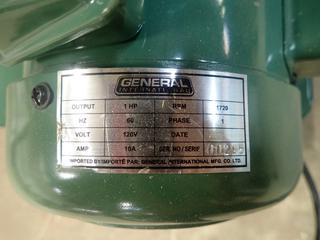 GENERAL
INTERNATIONAL
OUTPUT 1 HP RPM 1720
HZ 60 PHASE 1
VOLT 120V DATE
AMP 10A SER. NO/SERIE
IMPORTED BY/IMPORTÉ PAR: GENERAL INTERNATIONAL MFG. CO. LTD.